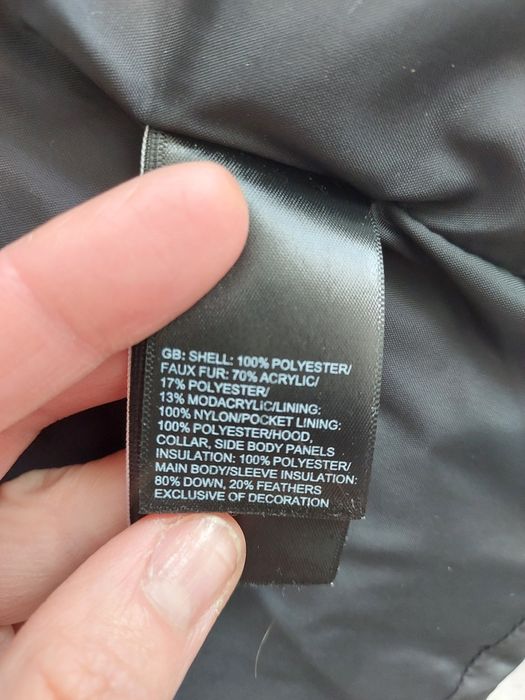 GB: SHELL: 100% POLYESTER/
FAUX FUR: 70% ACRYLIC/
17% POLYESTER/
13% MODACRYLIC/LINING:
100% NYLON/POCKET LINING:
100% POLYESTER/HOOD,
COLLAR, SIDE BODY PANELS
INSULATION: 100% POLYESTER/
MAIN BODY/SLEEVE INSULATION:
80% DOWN, 20% FEATHERS
EXCLUSIVE OF DECORATION